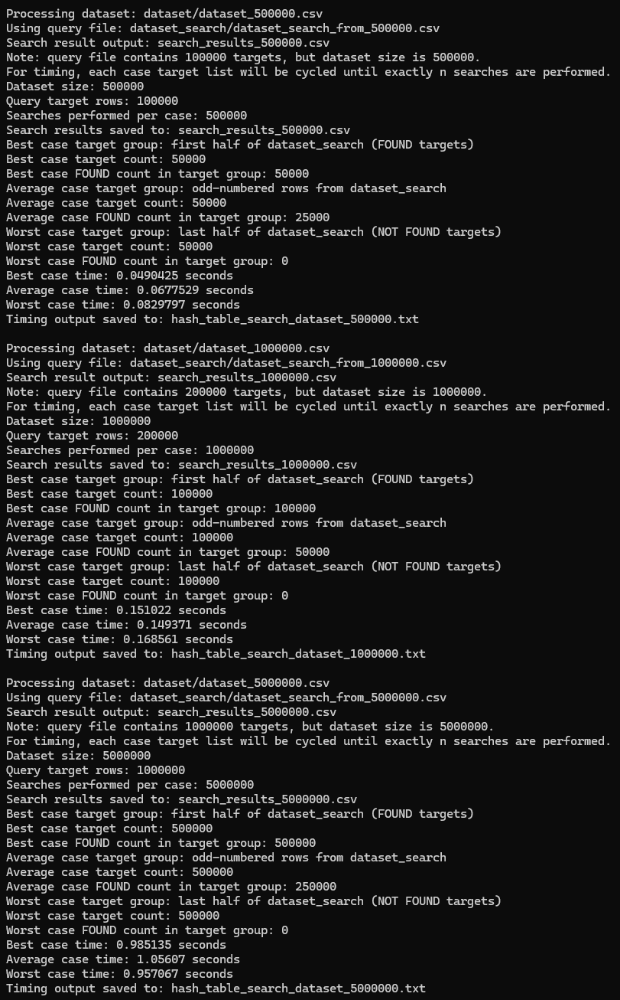 Processing dataset: dataset/dataset_500000.csv
Using query file: dataset_search/dataset_search_from_500000.csv
Search result output: search_results_500000.csv
Note: query file contains 100000 targets, but dataset size is 500000.
For timing, each case target list will be cycled until exactly n searches are performed.
Dataset size: 500000
Query target rows: 100000
Searches performed per case: 500000
Search results saved to: search_results_500000.csv
Best case target group: first half of dataset_search (FOUND targets)
Best case target count: 50000
Best case FOUND count in target group: 50000
Average case target group: odd-numbered rows from dataset_search
Average case target count: 50000
Average case FOUND count in target group: 25000
Worst case target group: last half of dataset_search (NOT FOUND targets)
Worst case target count: 50000
Worst case FOUND count in target group: 0
Best case time: 0.0490425 seconds
Average case time: 0.0677529 seconds
Worst case time: 0.0829797 seconds
Timing output saved to: hash_table_search_dataset_500000.txt

Processing dataset: dataset/dataset_1000000.csv
Using query file: dataset_search/dataset_search_from_1000000.csv
Search result output: search_results_1000000.csv
Note: query file contains 200000 targets, but dataset size is 1000000.
For timing, each case target list will be cycled until exactly n searches are performed.
Dataset size: 1000000
Query target rows: 200000
Searches performed per case: 1000000
Search results saved to: search_results_1000000.csv
Best case target group: first half of dataset_search (FOUND targets)
Best case target count: 100000
Best case FOUND count in target group: 100000
Average case target group: odd-numbered rows from dataset_search
Average case target count: 100000
Average case FOUND count in target group: 50000
Worst case target group: last half of dataset_search (NOT FOUND targets)
Worst case target count: 100000
Worst case FOUND count in target group: 0
Best case time: 0.151022 seconds
Average case time: 0.149371 seconds
Worst case time: 0.168561 seconds
Timing output saved to: hash_table_search_dataset_1000000.txt

Processing dataset: dataset/dataset_5000000.csv
Using query file: dataset_search/dataset_search_from_5000000.csv
Search result output: search_results_5000000.csv
Note: query file contains 1000000 targets, but dataset size is 5000000.
For timing, each case target list will be cycled until exactly n searches are performed.
Dataset size: 5000000
Query target rows: 1000000
Searches performed per case: 5000000
Search results saved to: search_results_5000000.csv
Best case target group: first half of dataset_search (FOUND targets)
Best case target count: 500000
Best case FOUND count in target group: 500000
Average case target group: odd-numbered rows from dataset_search
Average case target count: 500000
Average case FOUND count in target group: 250000
Worst case target group: last half of dataset_search (NOT FOUND targets)
Worst case target count: 500000
Worst case FOUND count in target group: 0
Best case time: 0.985135 seconds
Average case time: 1.05607 seconds
Worst case time: 0.957067 seconds
Timing output saved to: hash_table_search_dataset_5000000.txt